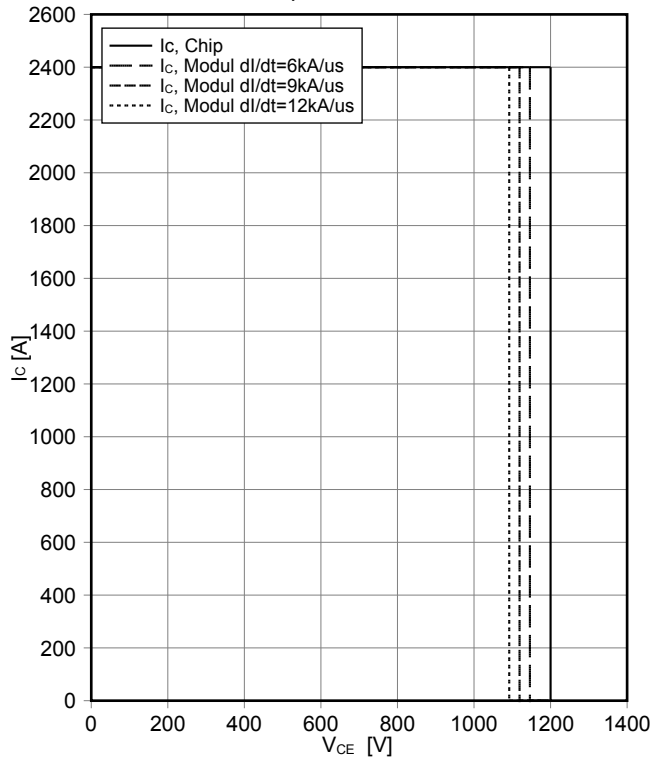 2600
2400
2200
2000
1800
1600
1400
1200
1000
800
600
400
200
0
Ic, Chip
Ic, Modul dI/dt=6kA/us
Ic, Modul dI/dt=9kA/us
Ic, Modul dI/dt=12kA/us
Ic [A]
0 200 400 600 800 1000 1200 1400
VCE [V]